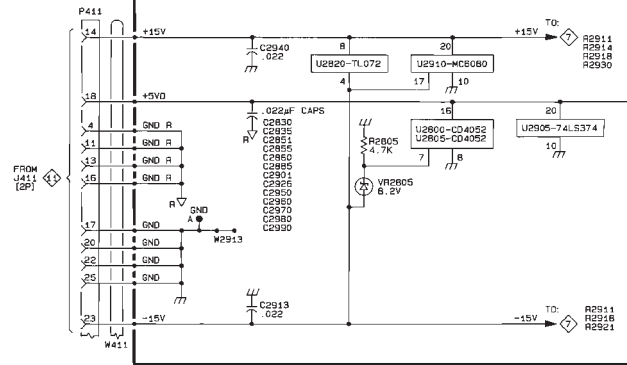 P411
14
+15V
C2940
.022
8
U2820-TL072
4
20
U2910-MC6080
17
10
+15V
TO:
7
R2911
R2914
R2918
R2930
18
+5VD
.022µF CAPS
C2830
C2835
C2851
C2855
C2860
C2885
C2901
C2926
C2950
C2960
C2970
C2980
C2990
R
16
U2800-CD4052
U2805-CD4052
7
8
20
U2905-74LS374
10
R2805
4.7K
VR2805
6.2V
4
GND R
11
GND R
13
GND R
16
GND R
R
FROM
J411
(2P)
11
17
GND
GND
A
W2913
20
GND
22
GND
25
GND
C2913
.022
23
-15V
W411
-15V
TO:
7
R2911
R2916
R2921